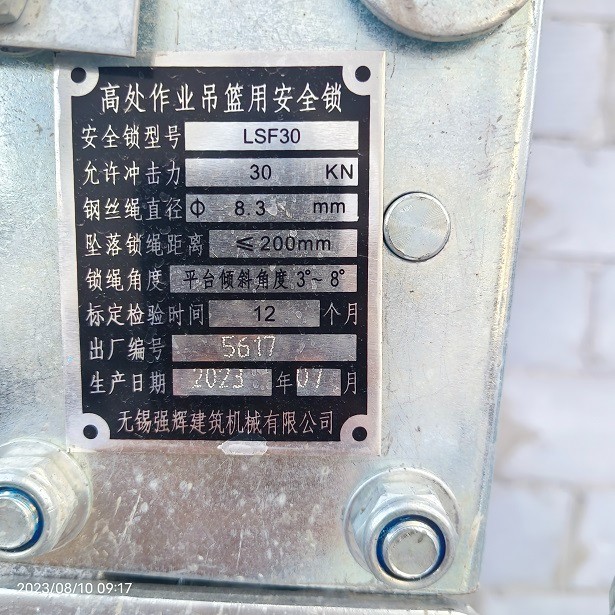 高处作业吊篮用安全锁
安全锁型号 LSF30
允许冲击力 30 KN
钢丝绳直径 Φ 8.3 mm
坠落锁绳距离 ≤200mm
锁绳角度 平台倾斜角度 3°~8°
标定检验时间 12 个月
出厂编号 5617
生产日期 2023 年 07 月
无锡强辉建筑机械有限公司
2023/08/10 09:17